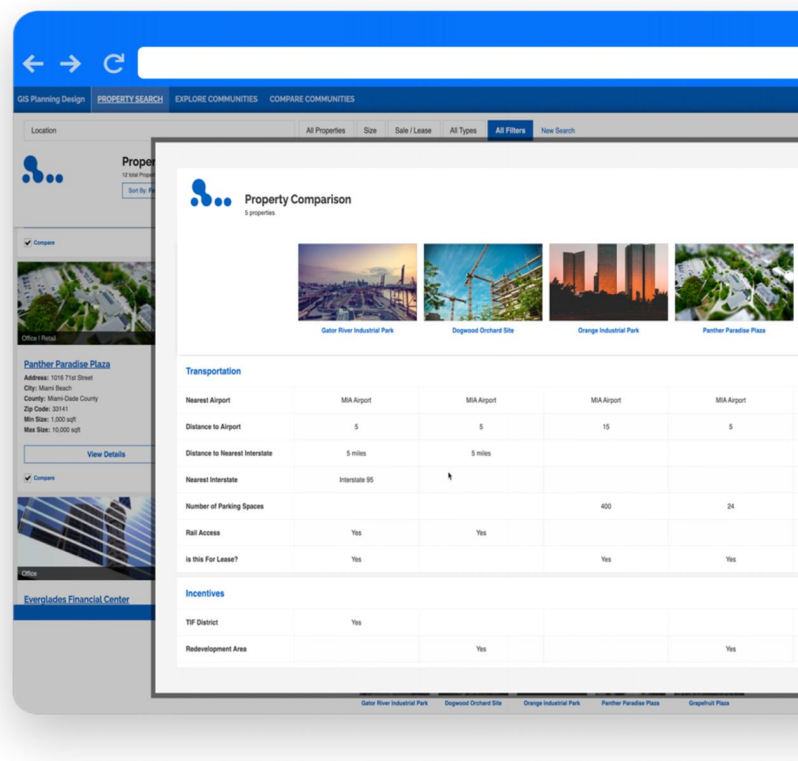 GIS Planning Design PROPERTY SEARCH EXPLORE COMMUNITIES COMPARE COMMUNITIES
Location All Properties Size Sale / Lease All Types All Filters New Search
Proper
12 total Propert
Sort By: Fe
Compare
Office | Retail
Panther Paradise Plaza
Address: 1016 71st Street
City: Miami Beach
County: Miami-Dade County
Zip Code: 33141
Min Size: 1,000 sqft
Max Size: 10,000 sqft
View Details
Compare
Office
Everglades Financial Center
Property Comparison
5 properties
Gator River Industrial Park Dogwood Orchard Site Orange Industrial Park Panther Paradise Plaza
Transportation
Nearest Airport MIA Airport MIA Airport MIA Airport MIA Airport
Distance to Airport 5 5 15 5
Distance to Nearest Interstate 5 miles 5 miles
Nearest Interstate Interstate 95
Number of Parking Spaces 400 24
Rail Access Yes Yes
is this For Lease? Yes Yes Yes
Incentives
TIF District Yes
Redevelopment Area Yes Yes
Gator River Industrial Park Dogwood Orchard Site Orange Industrial Park Panther Paradise Plaza Grapefruit Plaza